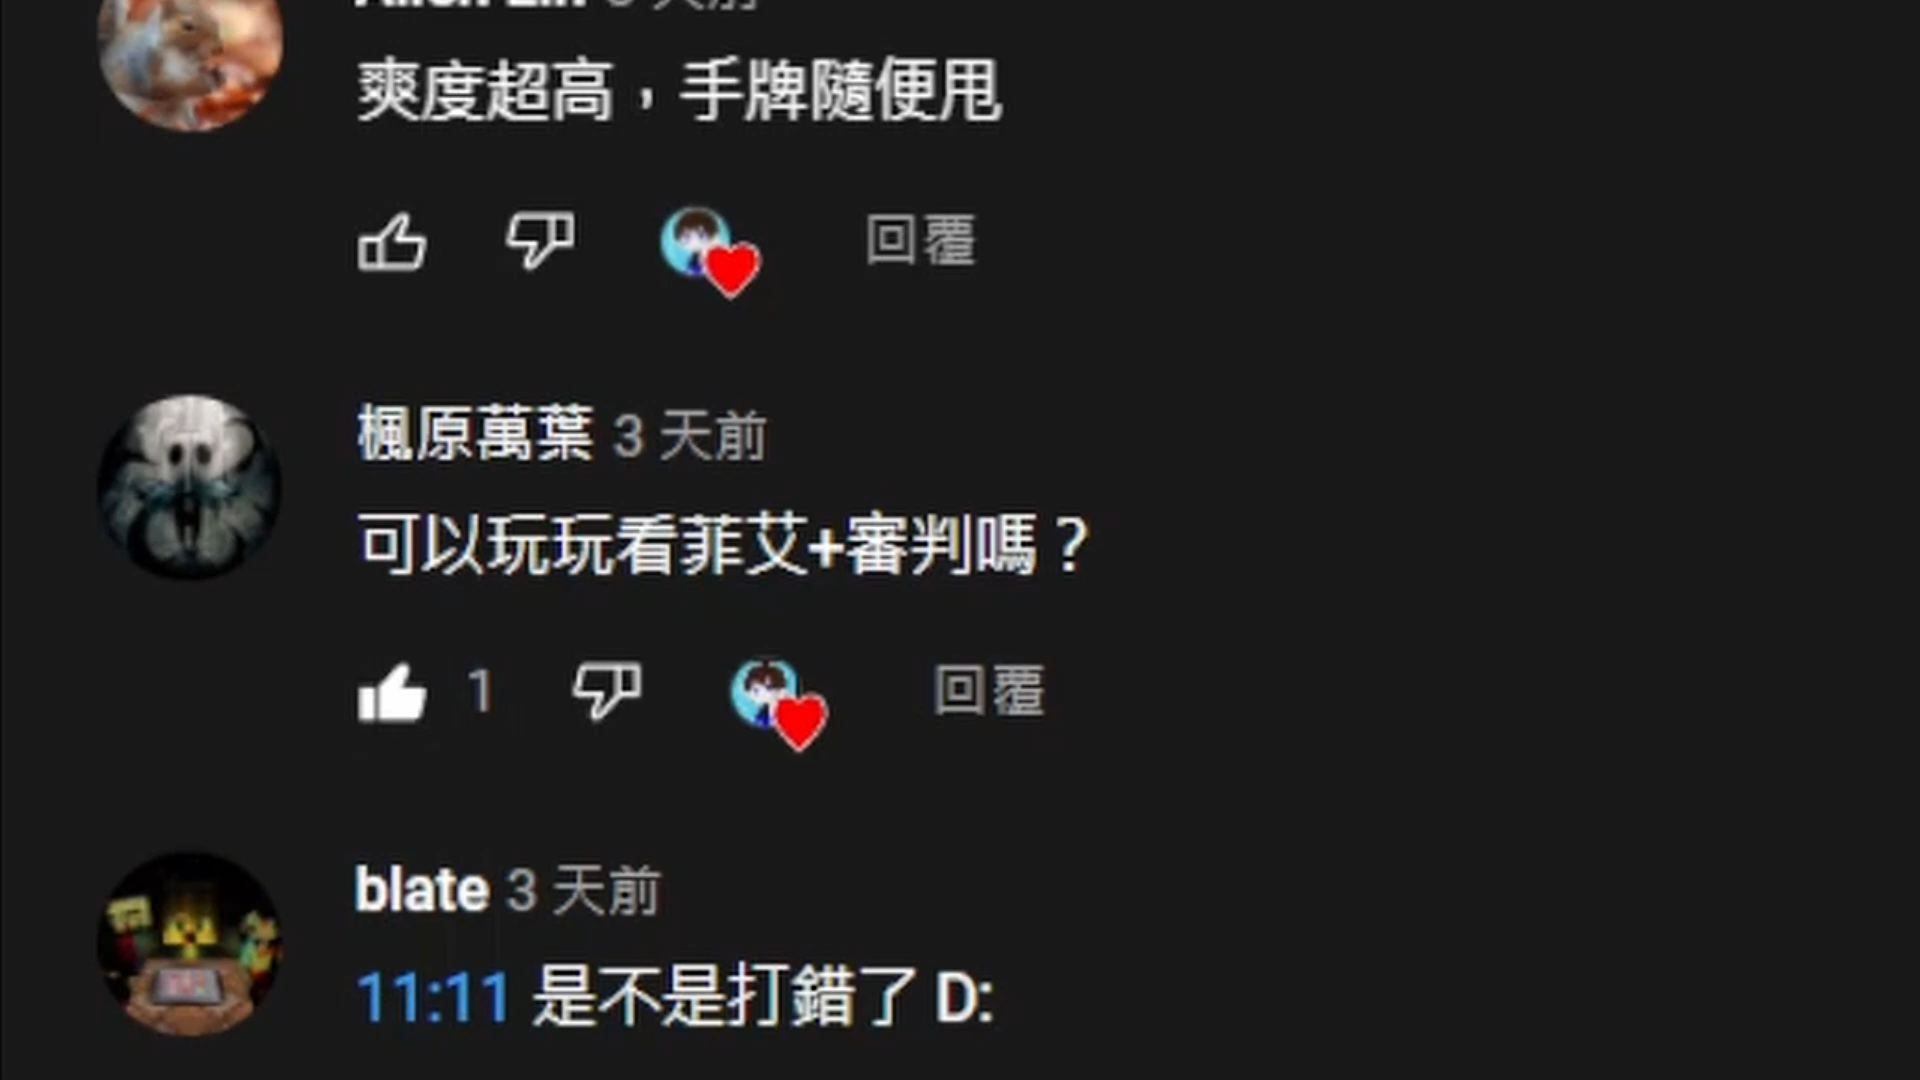 爽度超高，手牌隨便甩
回覆
楓原萬葉 3 天前
可以玩玩看菲艾+審判嗎？
1 回覆
blate 3 天前
11:11 是不是打錯了 D: